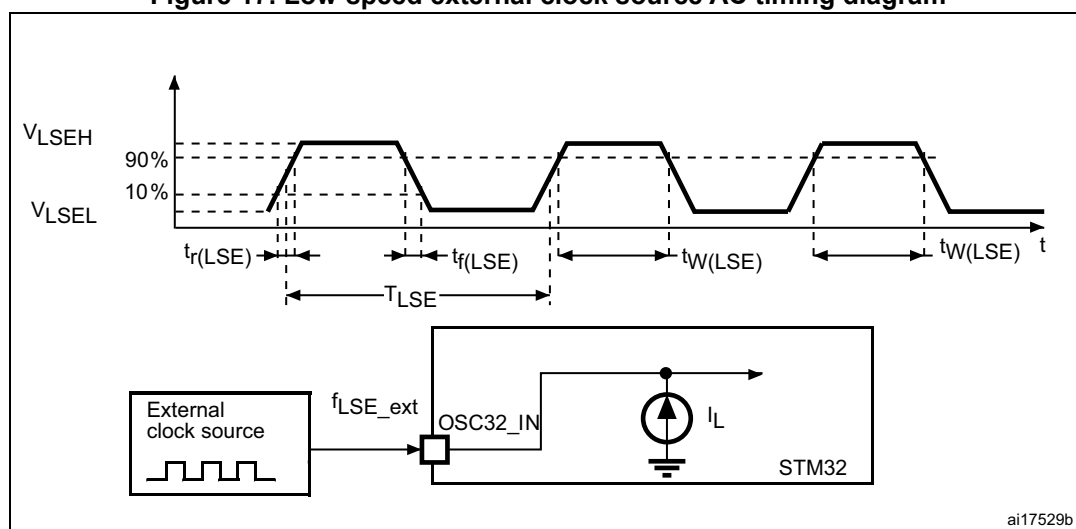 Figure 17. Low-speed external clock source AC timing diagram
VLSEH
90%
10%
VLSEL
tr(LSE)
tf(LSE)
tW(LSE)
tW(LSE)
t
TLSE
External
clock source
fLSE_ext
OSC32_IN
IL
STM32
ai17529b